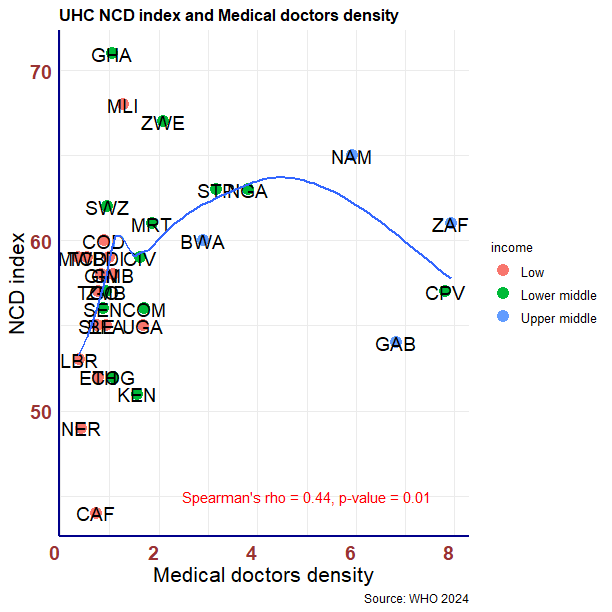 UHC NCD index and Medical doctors density
GHA
MLI
ZWE
NAM
STP NGA
SWZ
MRT
ZAF
COD
BWA
CIV
GMB
SEN COM
UGA
CPV
GAB
LBR
ETH COG
KEN
NER
CAF
Spearman's rho = 0.44, p-value = 0.01
70
60
50
0 2 4 6 8
NCD index
Medical doctors density
income
Low
Lower middle
Upper middle
Source: WHO 2024